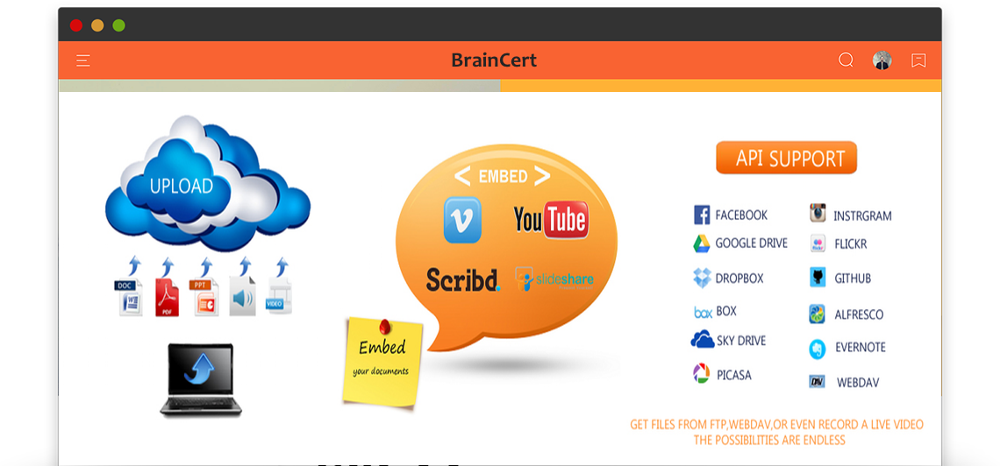 BrainCert
UPLOAD
DOC
PDF
PPT
VIDEO
< EMBED >
YouTube
Scribd.
slideshare
Embed
your documents
API SUPPORT
FACEBOOK
INSTRGRAM
GOOGLE DRIVE
FLICKR
DROPBOX
GITHUB
box BOX
ALFRESCO
SKY DRIVE
EVERNOTE
PICASA
DAV WEBDAV
GET FILES FROM FTP,WEBDAV,OR EVEN RECORD A LIVE VIDEO
THE POSSIBILITIES ARE ENDLESS